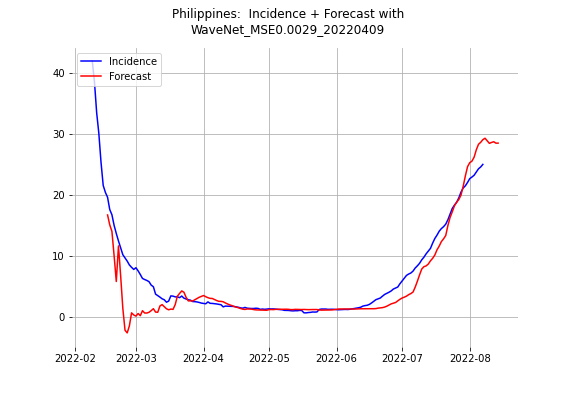 Philippines:  Incidence + Forecast with
WaveNet_MSE0.0029_20220409
Incidence
Forecast
40
30
20
10
0
2022-02 2022-03 2022-04 2022-05 2022-06 2022-07 2022-08